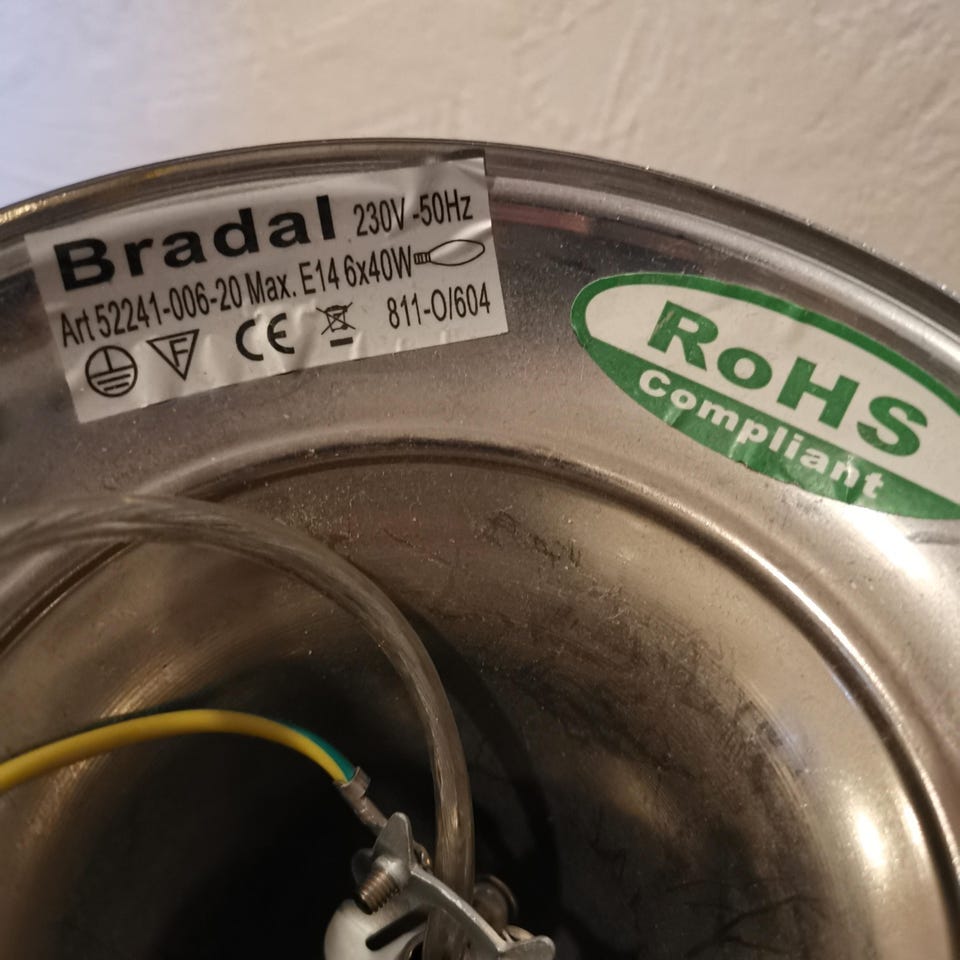 Bradal 230V -50Hz
Art 52241-006-20 Max. E14 6x40W
F CE 811-O/604
RoHS
Compliant